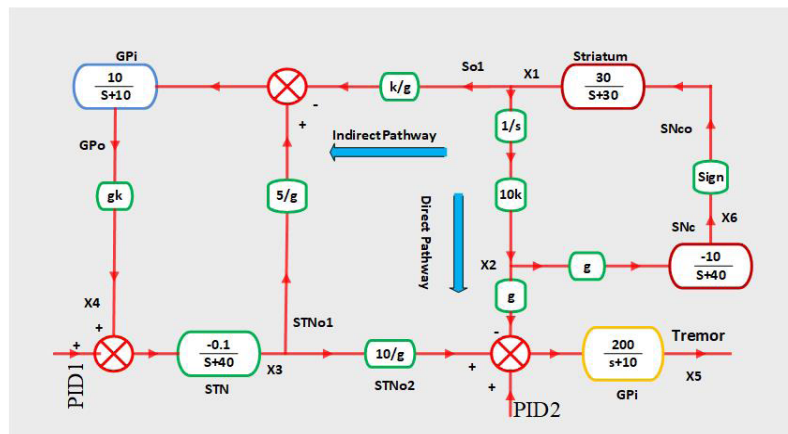 GPi
10
S+10
GPo
gk
X4
+
+
PID1
-0.1
S+40
STN
X3
STNo1
5/g
+
-
k/g
So1
X1
Striatum
30
S+30
SNco
Sign
X6
SNc
-10
S+40
1/s
10k
X2
g
g
Indirect Pathway
Direct Pathway
10/g
STNo2
-
+
+
PID2
200
s+10
GPi
Tremor
X5